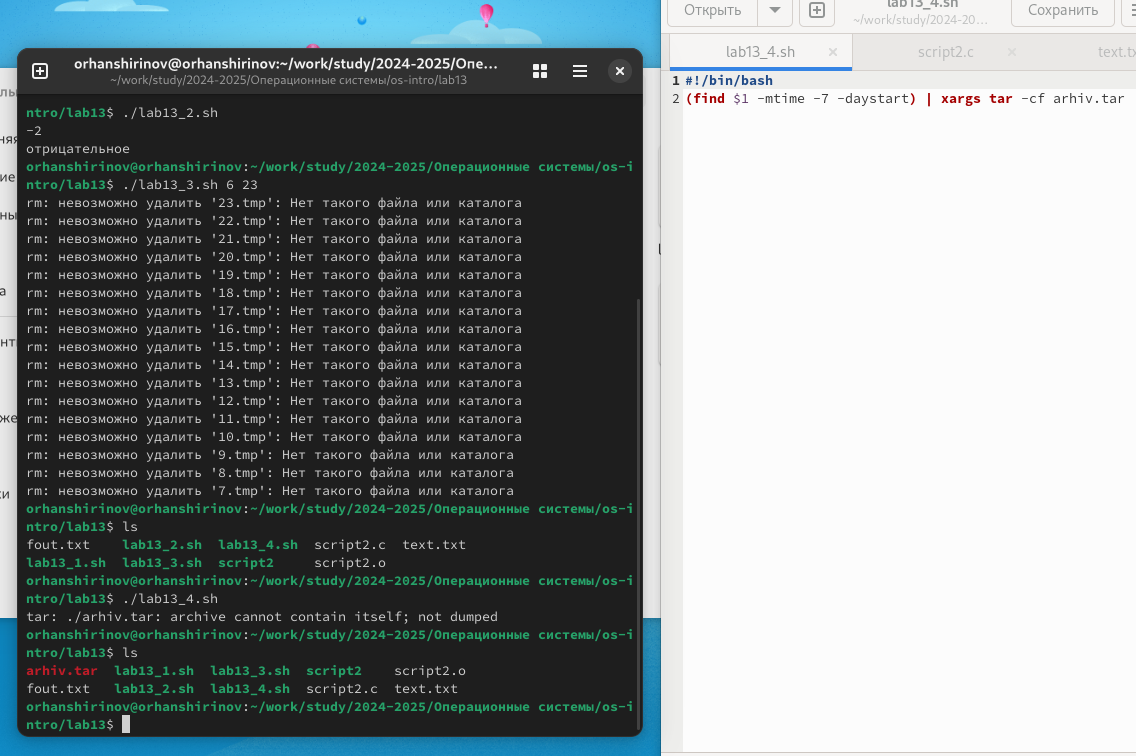 Открыть
lab13_4.sh
~/work/study/2024-20…
Сохранить
lab13_4.sh
script2.c
1 #!/bin/bash
2 (find $1 -mtime -7 -daystart) | xargs tar -cf arhiv.tar
orhanshirinov@orhanshirinov:~/work/study/2024-2025/Опе…
~/work/study/2024-2025/Операционные системы/os-intro/lab13
ntro/lab13$ ./lab13_2.sh
-2
отрицательное
orhanshirinov@orhanshirinov:~/work/study/2024-2025/Операционные системы/os-i
ntro/lab13$ ./lab13_3.sh 6 23
rm: невозможно удалить '23.tmp': Нет такого файла или каталога
rm: невозможно удалить '22.tmp': Нет такого файла или каталога
rm: невозможно удалить '21.tmp': Нет такого файла или каталога
rm: невозможно удалить '20.tmp': Нет такого файла или каталога
rm: невозможно удалить '19.tmp': Нет такого файла или каталога
rm: невозможно удалить '18.tmp': Нет такого файла или каталога
rm: невозможно удалить '17.tmp': Нет такого файла или каталога
rm: невозможно удалить '16.tmp': Нет такого файла или каталога
rm: невозможно удалить '15.tmp': Нет такого файла или каталога
rm: невозможно удалить '14.tmp': Нет такого файла или каталога
rm: невозможно удалить '13.tmp': Нет такого файла или каталога
rm: невозможно удалить '12.tmp': Нет такого файла или каталога
rm: невозможно удалить '11.tmp': Нет такого файла или каталога
rm: невозможно удалить '10.tmp': Нет такого файла или каталога
rm: невозможно удалить '9.tmp': Нет такого файла или каталога
rm: невозможно удалить '8.tmp': Нет такого файла или каталога
rm: невозможно удалить '7.tmp': Нет такого файла или каталога
orhanshirinov@orhanshirinov:~/work/study/2024-2025/Операционные системы/os-i
ntro/lab13$ ls
fout.txt lab13_2.sh lab13_4.sh script2.c text.txt
lab13_1.sh lab13_3.sh script2 script2.o
orhanshirinov@orhanshirinov:~/work/study/2024-2025/Операционные системы/os-i
ntro/lab13$ ./lab13_4.sh
tar: ./arhiv.tar: archive cannot contain itself; not dumped
orhanshirinov@orhanshirinov:~/work/study/2024-2025/Операционные системы/os-i
ntro/lab13$ ls
arhiv.tar lab13_1.sh lab13_3.sh script2 script2.o
fout.txt lab13_2.sh lab13_4.sh script2.c text.txt
orhanshirinov@orhanshirinov:~/work/study/2024-2025/Операционные системы/os-i
ntro/lab13$